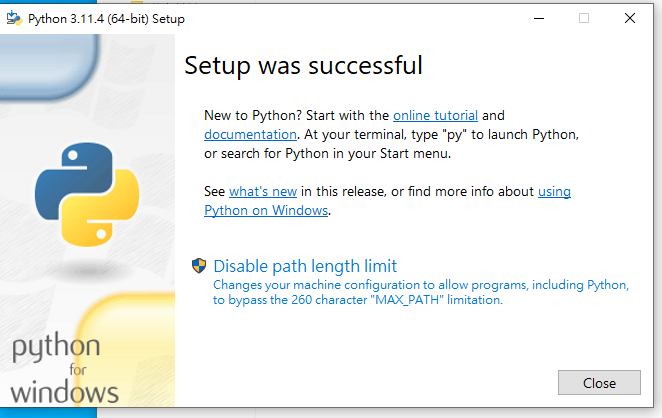 Python 3.11.4 (64-bit) Setup
Setup was successful
New to Python? Start with the online tutorial and
documentation. At your terminal, type "py" to launch Python,
or search for Python in your Start menu.
See what's new in this release, or find more info about using
Python on Windows.
Disable path length limit
Changes your machine configuration to allow programs, including Python,
to bypass the 260 character "MAX_PATH" limitation.
python
for
windows
Close